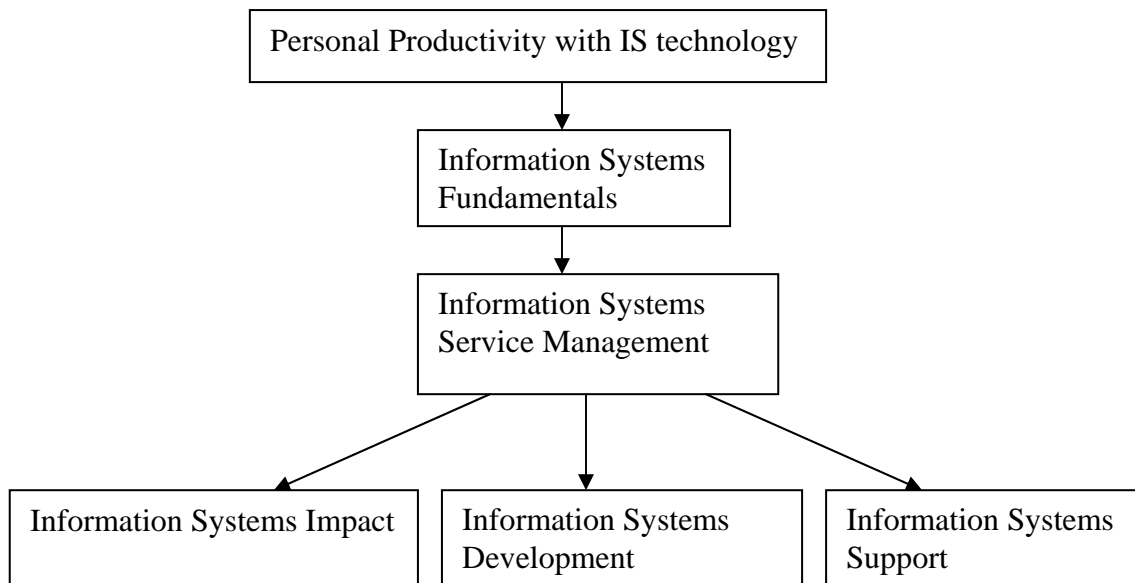 Personal Productivity with IS technology
Information Systems
Fundamentals
Information Systems
Service Management
Information Systems Impact
Information Systems
Development
Information Systems
Support